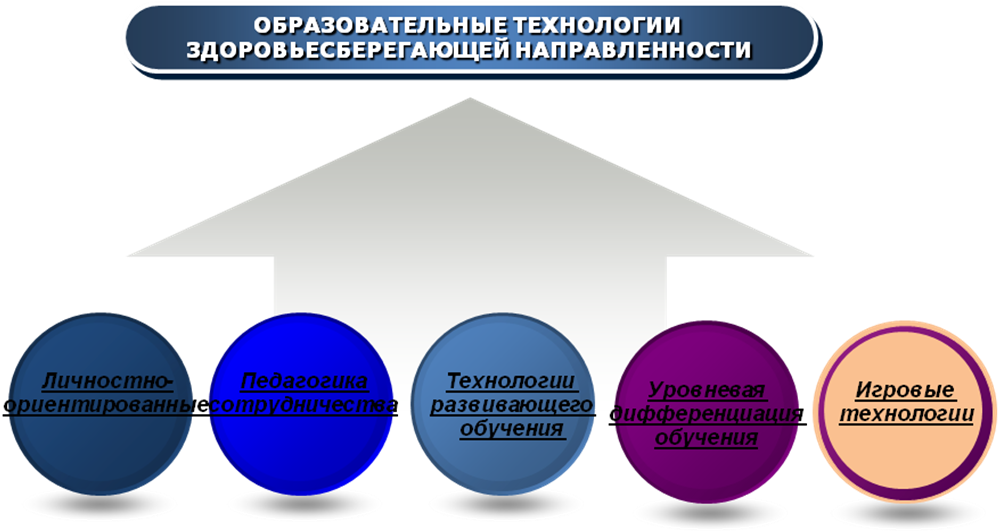 ОБРАЗОВАТЕЛЬНЫЕ ТЕХНОЛОГИИ
ЗДОРОВЬЕСБЕРЕГАЮЩЕЙ НАПРАВЛЕННОСТИ
Личностно-
ориентированные
Педагогика
сотрудничества
Технологии
развивающего
обучения
Уровневая
дифференциация
обучения
Игровые
технологии